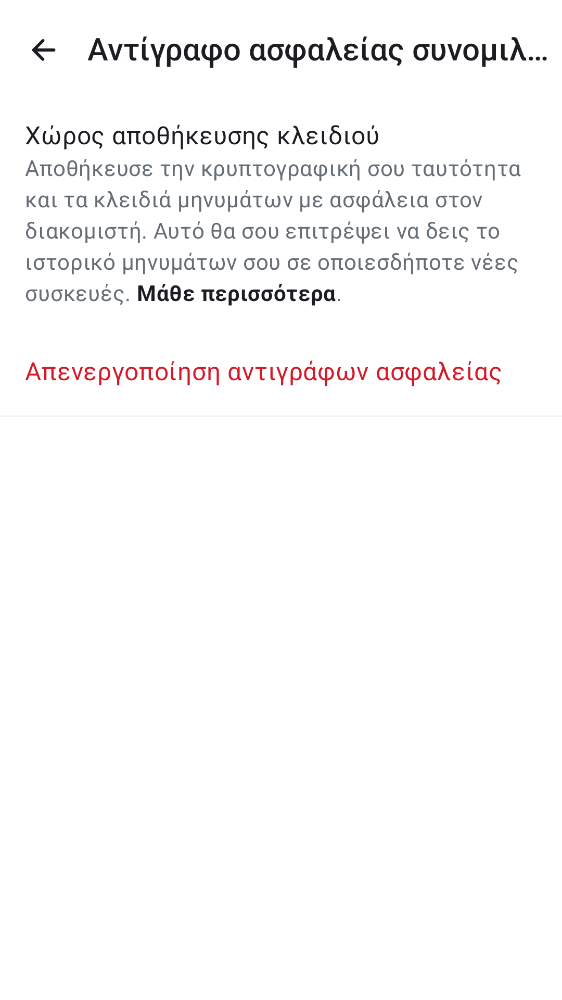 Αντίγραφο ασφαλείας συνομιλ...
Χώρος αποθήκευσης κλειδιού
Αποθήκευσε την κρυπτογραφική σου ταυτότητα
και τα κλειδιά μηνυμάτων με ασφάλεια στον
διακομιστή. Αυτό θα σου επιτρέψει να δεις το
ιστορικό μηνυμάτων σου σε οποιεσδήποτε νέες
συσκευές. Μάθε περισσότερα.
Απενεργοποίηση αντιγράφων ασφαλείας